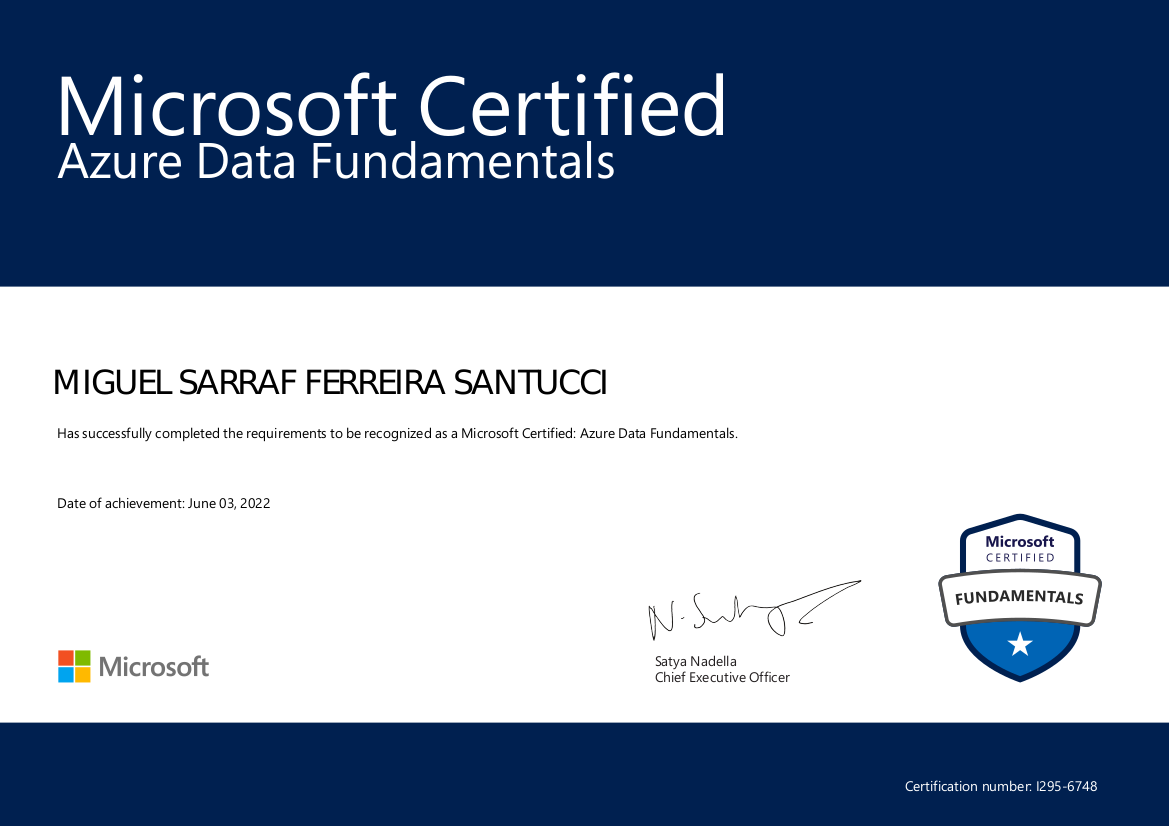 Microsoft Certified
Azure Data Fundamentals
MIGUEL SARRAF FERREIRA SANTUCCI
Has successfully completed the requirements to be recognized as a Microsoft Certified: Azure Data Fundamentals.
Date of achievement: June 03, 2022
Microsoft
CERTIFIED
FUNDAMENTALS
Satya Nadella
Chief Executive Officer
Microsoft
Certification number: I295-6748